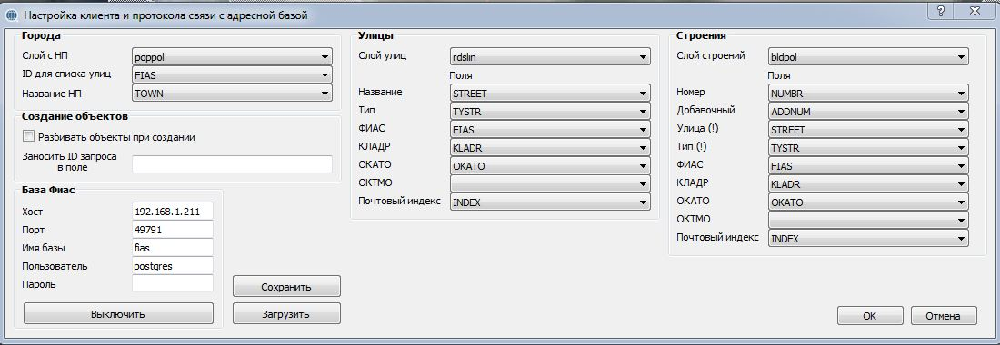 Настройка клиента и протокола связи с адресной базой
Города
Слой с НП poppol
ID для списка улиц FIAS
Название НП TOWN
Создание объектов
Разбивать объекты при создании
Заносить ID запроса
в поле
База Фиас
Хост 192.168.1.211
Порт 49791
Имя базы fias
Пользователь postgres
Пароль
Выключить
Сохранить
Загрузить
Улицы
Слой улиц rdslin
Поля
Название STREET
Тип TYSTR
ФИАС FIAS
КЛАДР KLADR
ОКАТО OKATO
ОКТМО
Почтовый индекс INDEX
Строения
Слой строений bldpol
Поля
Номер NUMBR
Добавочный ADDNUM
Улица (!) STREET
Тип (!) TYSTR
ФИАС FIAS
КЛАДР KLADR
ОКАТО OKATO
ОКТМО
Почтовый индекс INDEX
OK
Отмена